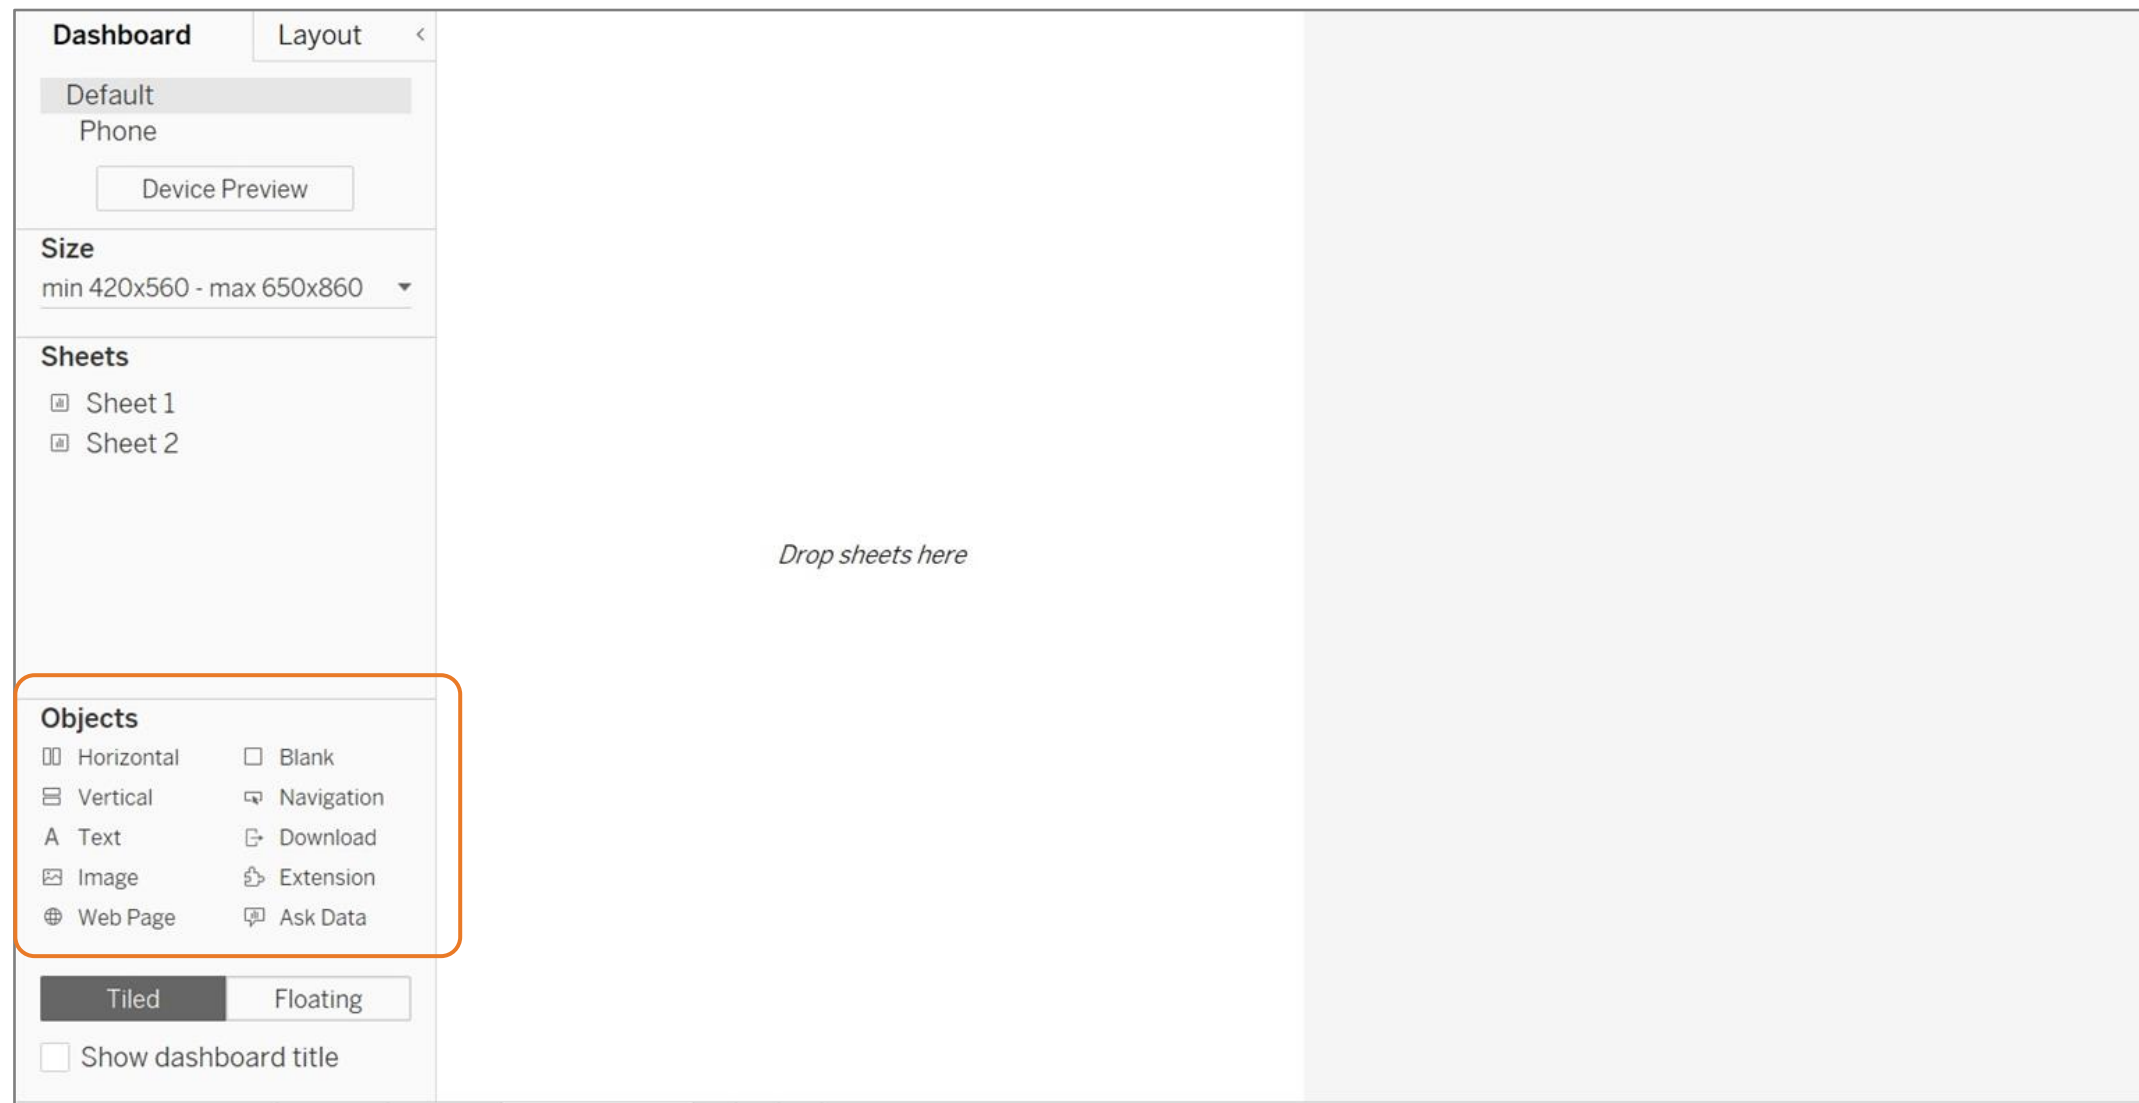 Dashboard Layout <
Default
Phone
Device Preview
Size
min 420x560 - max 650x860
Sheets
Sheet 1
Sheet 2
Drop sheets here
Objects
Horizontal Blank
Vertical Navigation
A Text Download
Image Extension
Web Page Ask Data
Tiled Floating
Show dashboard title